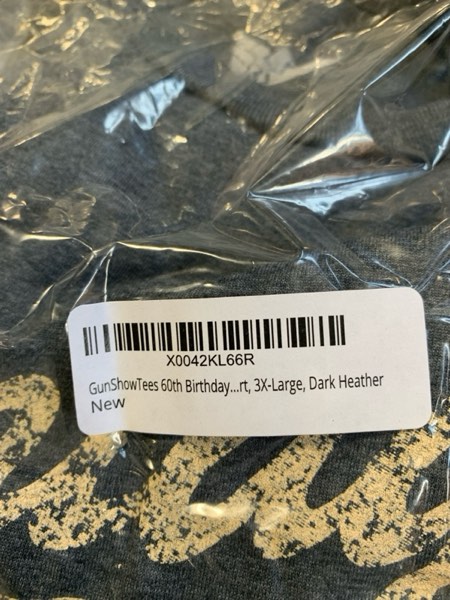 X0042KL66R
GunShowTees 60th Birthday...rt, 3X-Large, Dark Heather
New